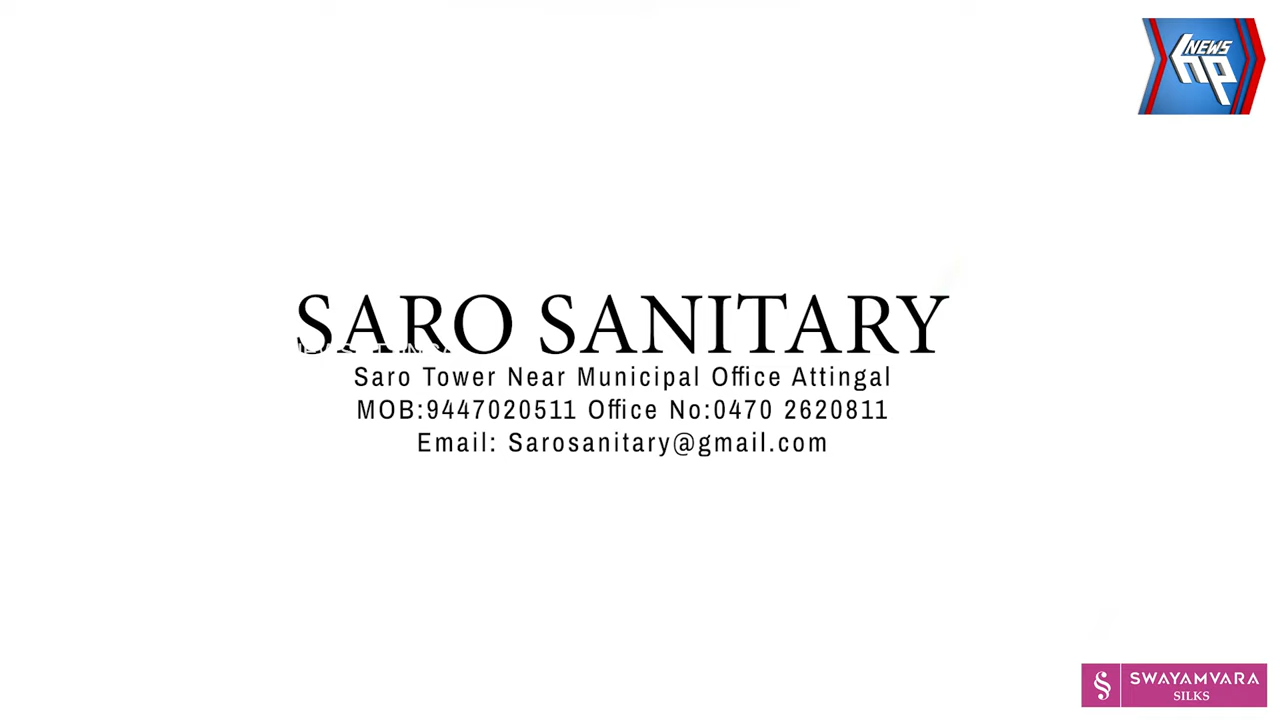 NEWS
hp
SARO SANITARY
Saro Tower Near Municipal Office Attingal
MOB:9447020511 Office No:0470 2620811
Email: Sarosanitary@gmail.com
SWAYAMVARA
SILKS